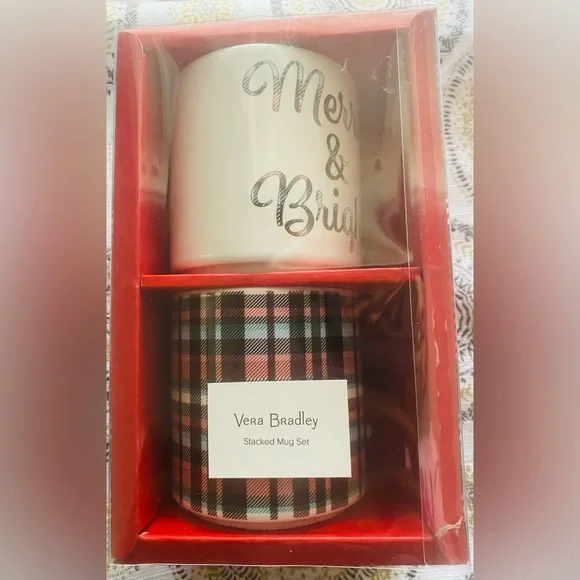 Merr
&
Brigh
Vera Bradley
Stacked Mug Set